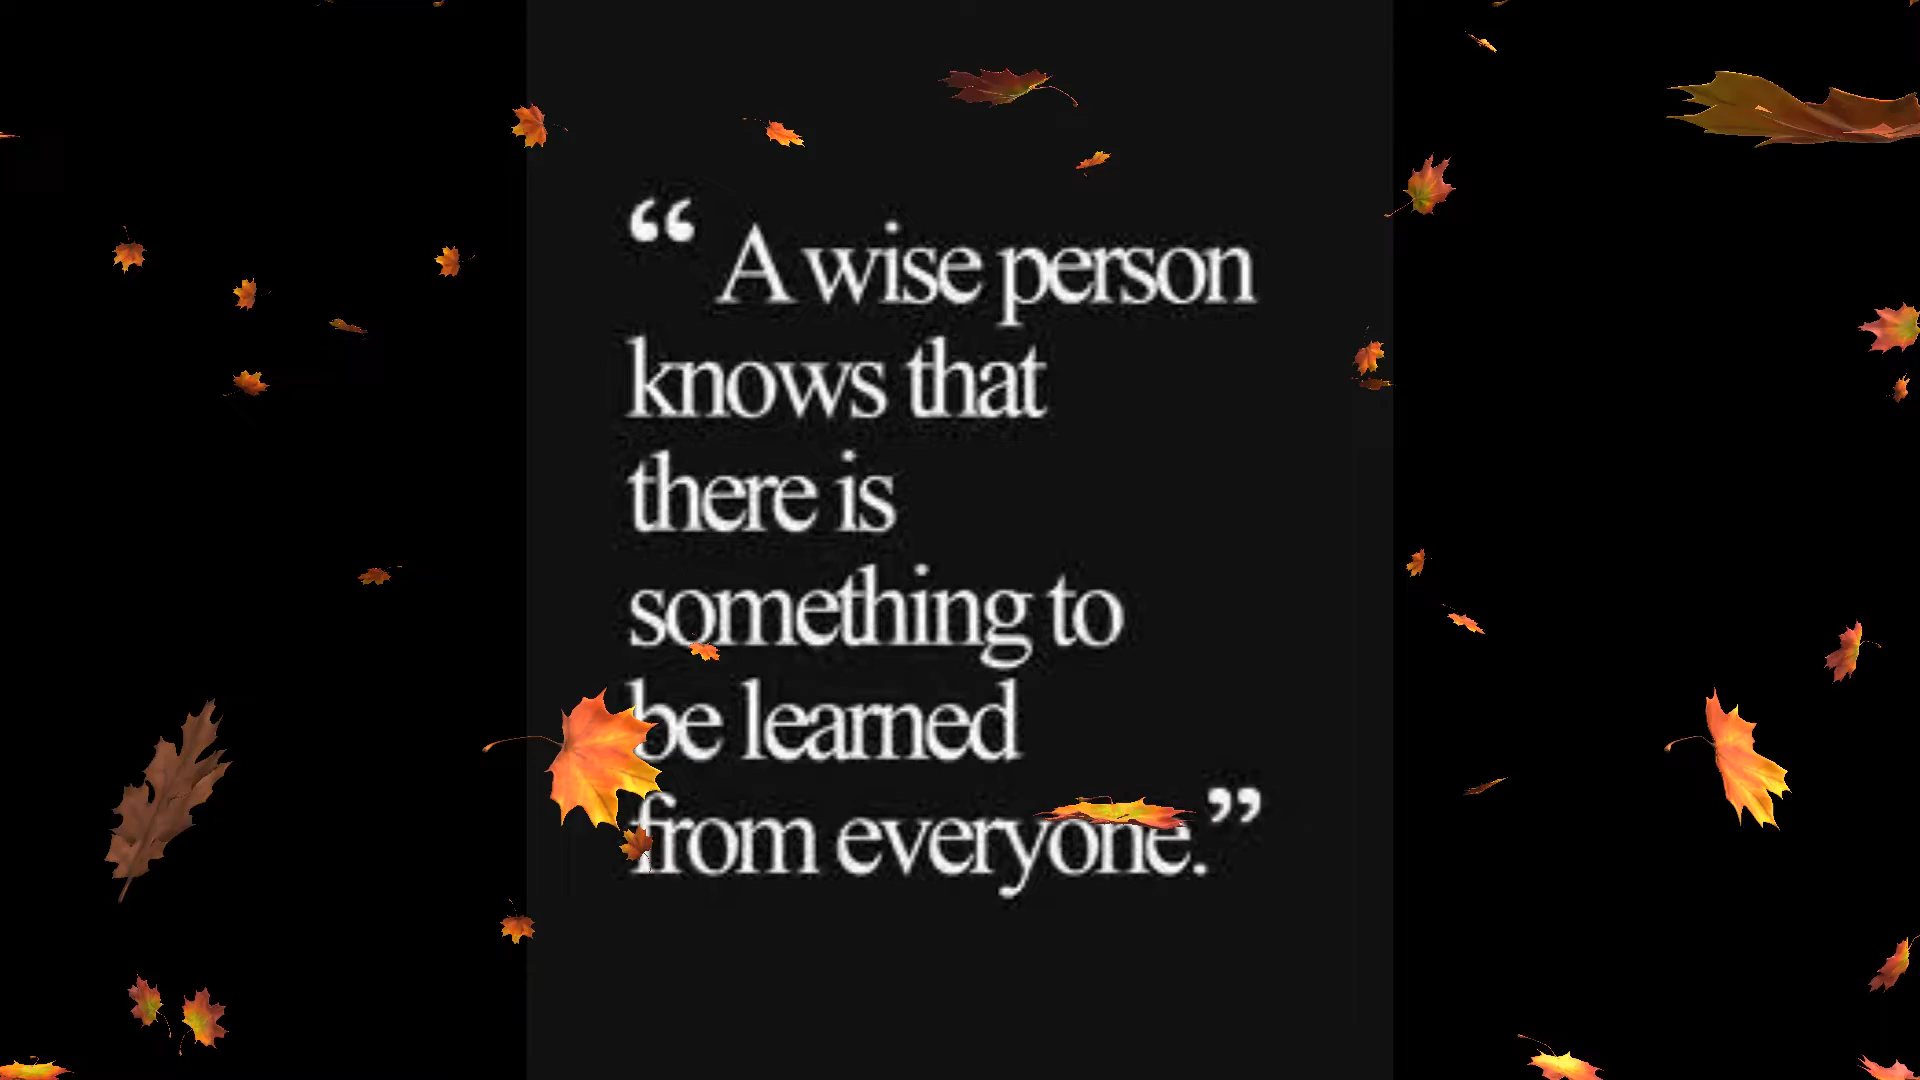 “ A wise person
knows that
there is
something to
be learned
from everyone.”